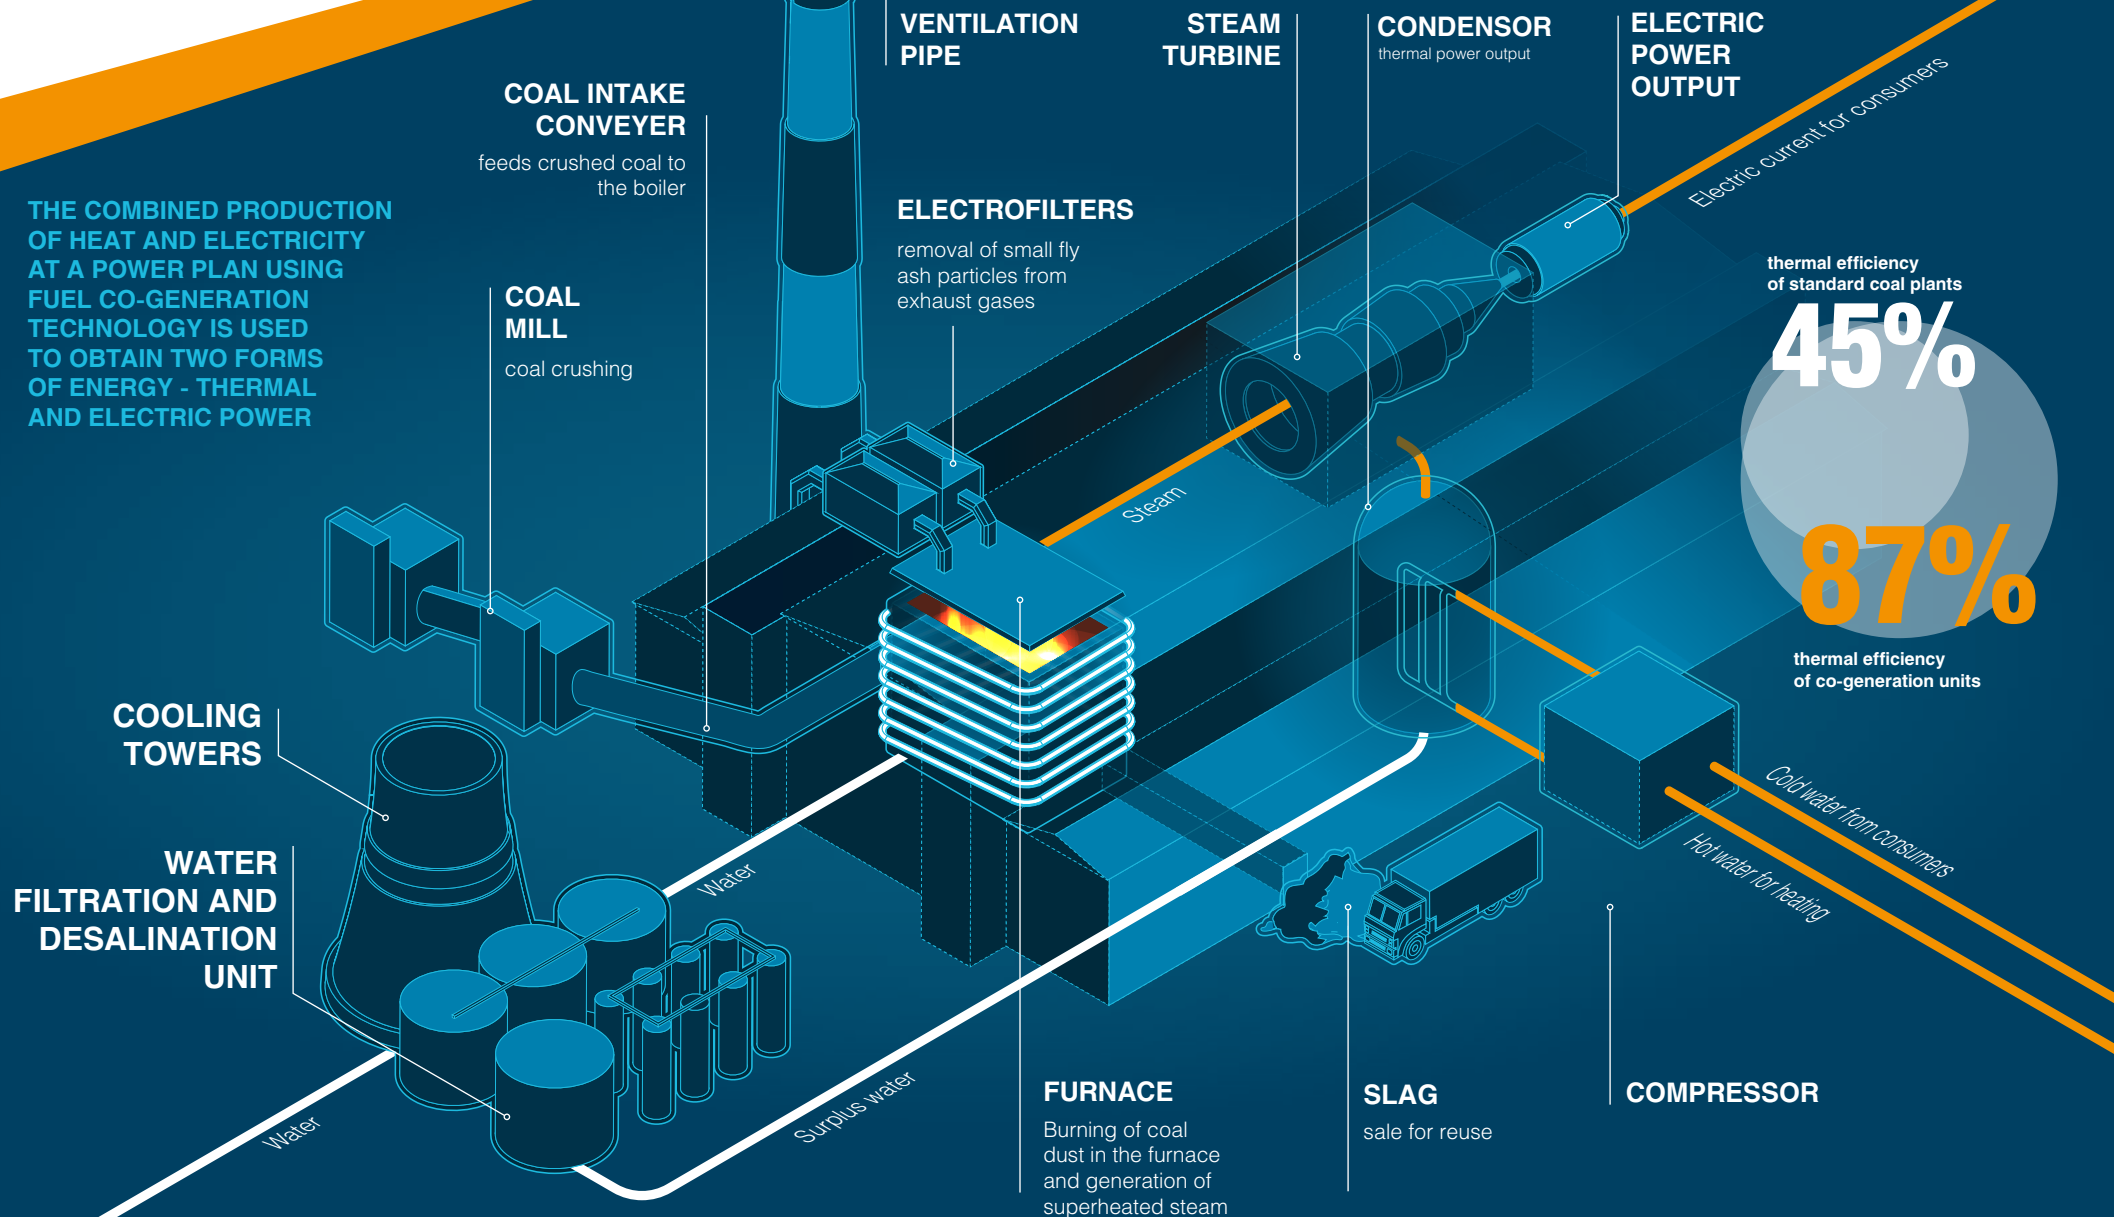 VENTILATION
PIPE
STEAM
TURBINE
CONDENSOR
thermal power output
ELECTRIC
POWER
OUTPUT
Electric current for consumers
COAL INTAKE
CONVEYER
feeds crushed coal to
the boiler
THE COMBINED PRODUCTION
OF HEAT AND ELECTRICITY
AT A POWER PLAN USING
FUEL CO-GENERATION
TECHNOLOGY IS USED
TO OBTAIN TWO FORMS
OF ENERGY - THERMAL
AND ELECTRIC POWER
ELECTROFILTERS
removal of small fly
ash particles from
exhaust gases
COAL
MILL
coal crushing
thermal efficiency
of standard coal plants
45%
87%
thermal efficiency
of co-generation units
Steam
COOLING
TOWERS
WATER
FILTRATION AND
DESALINATION
UNIT
Water
Cold water from consumers
Hot water for heating
Water
Surplus water
FURNACE
Burning of coal
dust in the furnace
and generation of
superheated steam
SLAG
sale for reuse
COMPRESSOR